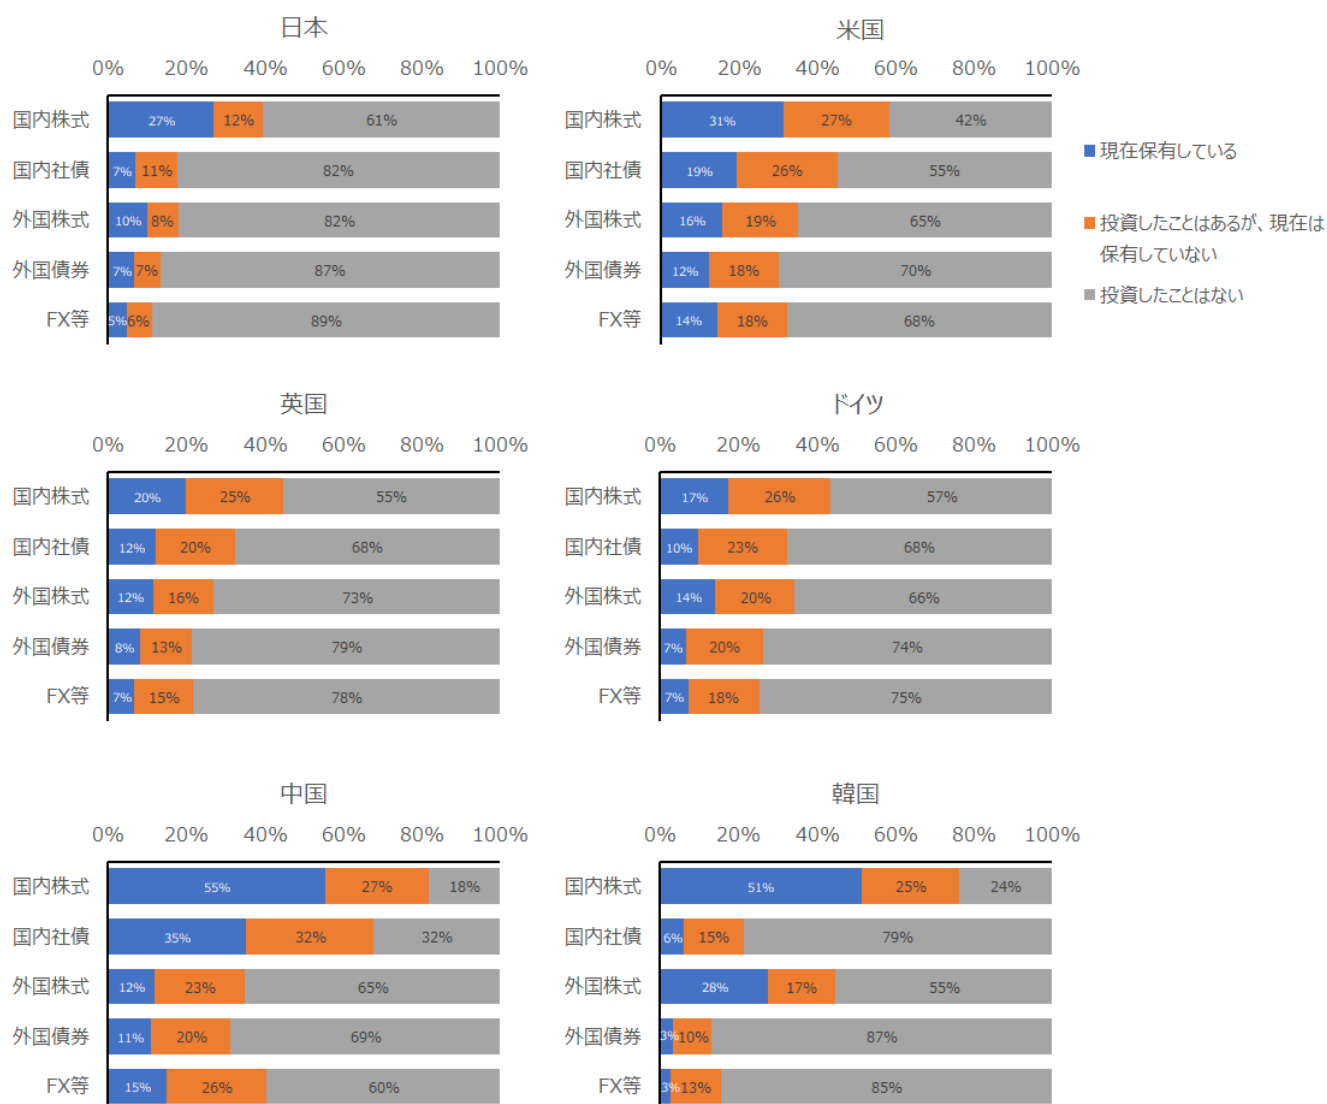 日本
0% 20% 40% 60% 80% 100%
国内株式 27% 12% 61%
国内社債 7% 11% 82%
外国株式 10% 8% 82%
外国債券 7% 7% 87%
FX等 5% 6% 89%
米国
0% 20% 40% 60% 80% 100%
国内株式 31% 27% 42%
国内社債 19% 26% 55%
外国株式 16% 19% 65%
外国債券 12% 18% 70%
FX等 14% 18% 68%
現在保有している
投資したことはあるが、現在は
保有していない
投資したことはない
英国
0% 20% 40% 60% 80% 100%
国内株式 20% 25% 55%
国内社債 12% 20% 68%
外国株式 12% 16% 73%
外国債券 8% 13% 79%
FX等 7% 15% 78%
ドイツ
0% 20% 40% 60% 80% 100%
国内株式 17% 26% 57%
国内社債 10% 23% 68%
外国株式 14% 20% 66%
外国債券 7% 20% 74%
FX等 7% 18% 75%
中国
0% 20% 40% 60% 80% 100%
国内株式 55% 27% 18%
国内社債 35% 32% 32%
外国株式 12% 23% 65%
外国債券 11% 20% 69%
FX等 15% 26% 60%
韓国
0% 20% 40% 60% 80% 100%
国内株式 51% 25% 24%
国内社債 6% 15% 79%
外国株式 28% 17% 55%
外国債券 3% 10% 87%
FX等 3% 13% 85%